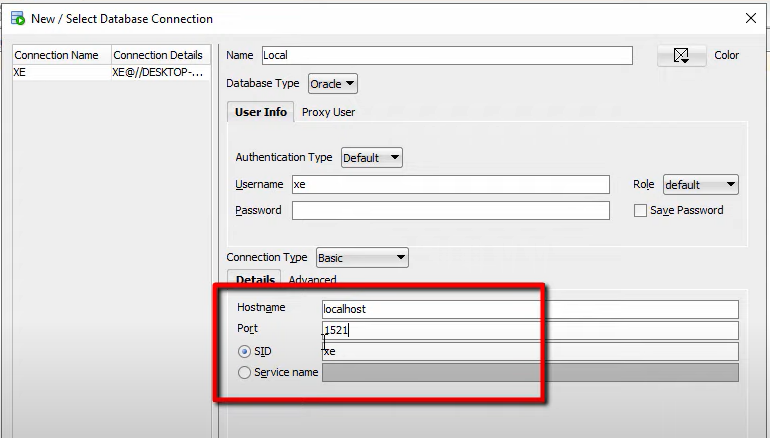 New / Select Database Connection
Connection Name Connection Details
XE XE@//DESKTOP-...
Name Local Color
Database Type Oracle
User Info Proxy User
Authentication Type Default
Username xe Role default
Password Save Password
Connection Type Basic
Details Advanced
Hostname localhost
Port 1521
SID xe
Service name